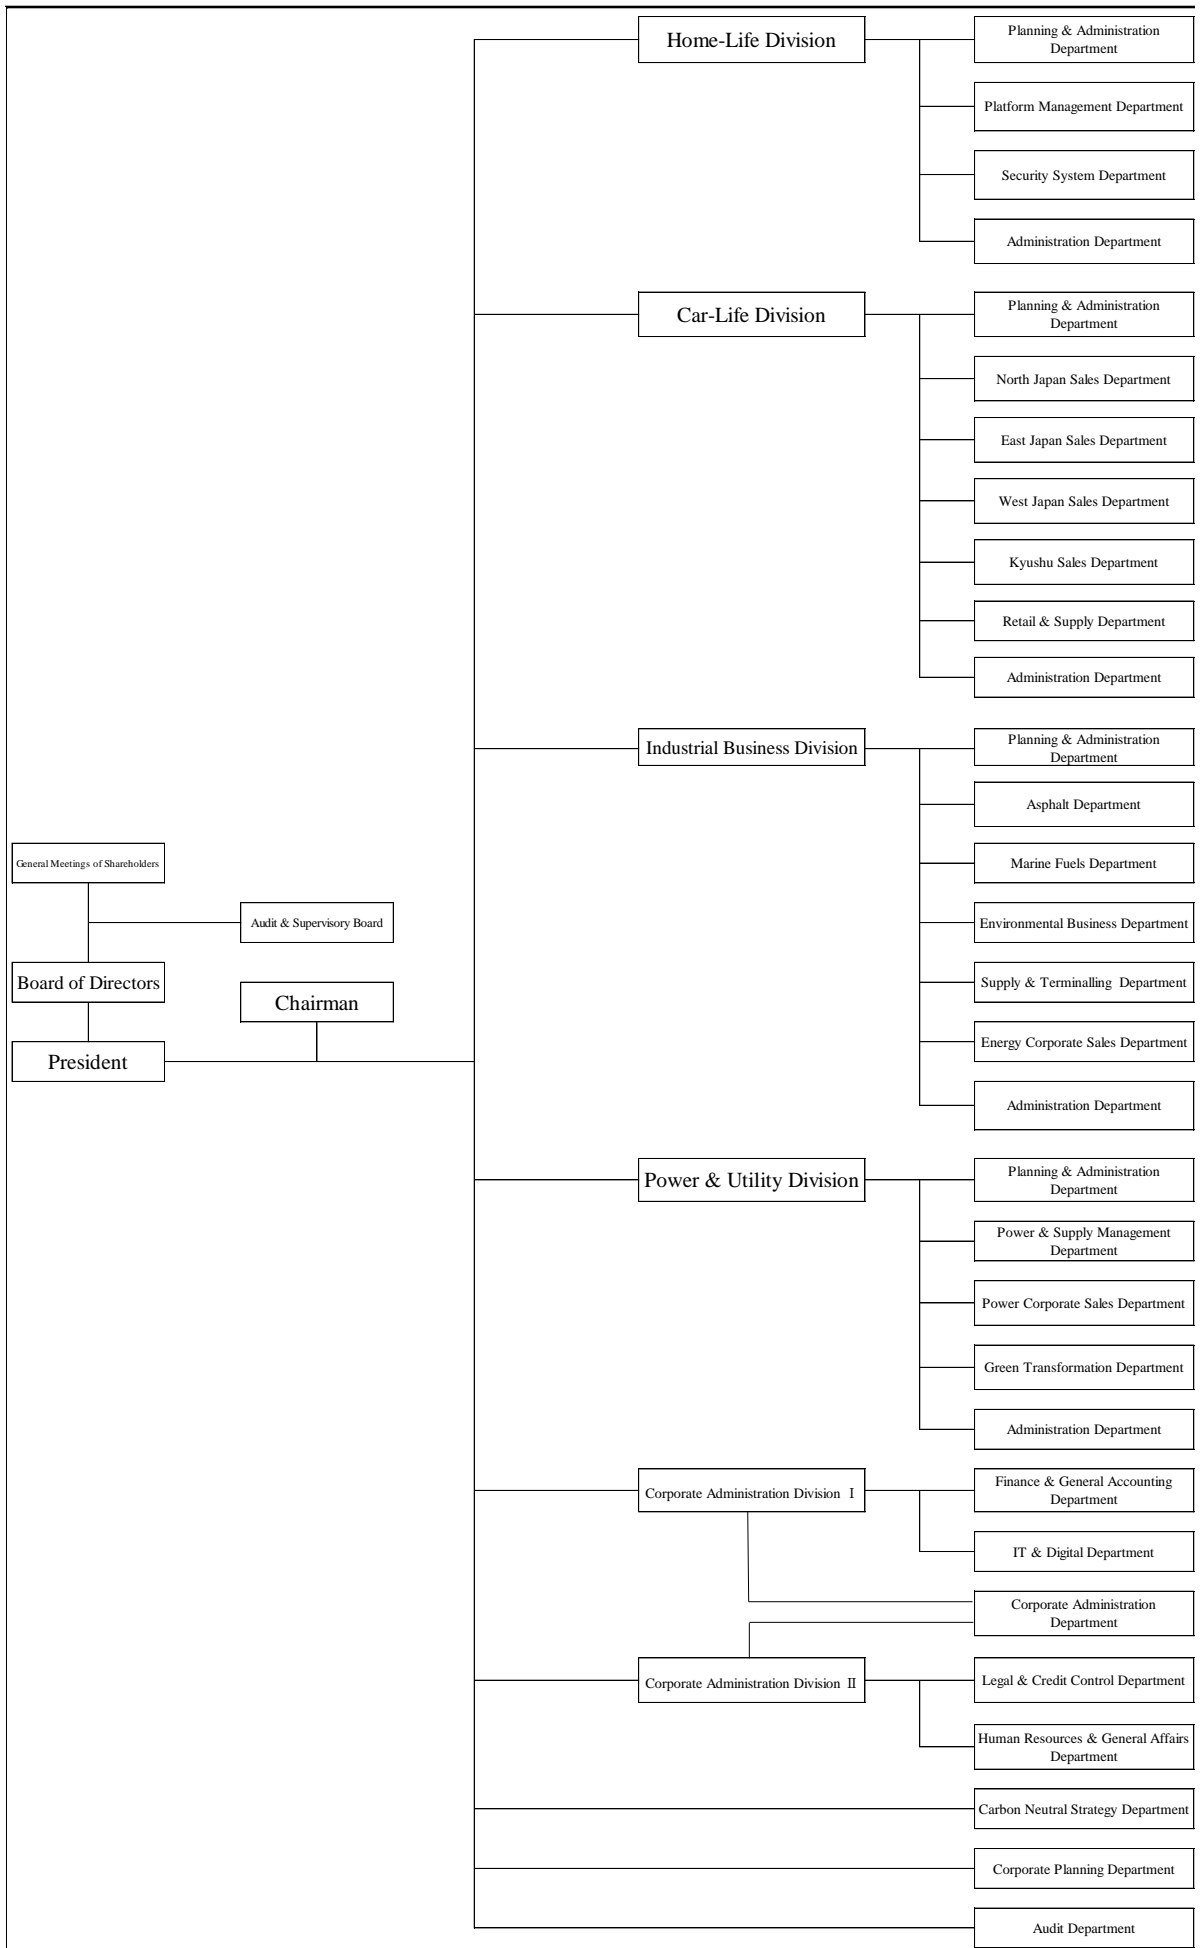 Home-Life Division
Planning & Administration
Department
Platform Management Department
Security System Department
Administration Department
Car-Life Division
Planning & Administration
Department
North Japan Sales Department
East Japan Sales Department
West Japan Sales Department
Kyushu Sales Department
Retail & Supply Department
Administration Department
Industrial Business Division
Planning & Administration
Department
Asphalt Department
Marine Fuels Department
Environmental Business Department
Supply & Terminalling Department
Energy Corporate Sales Department
Administration Department
General Meetings of Shareholders
Audit & Supervisory Board
Board of Directors
Chairman
President
Power & Utility Division
Planning & Administration
Department
Power & Supply Management
Department
Power Corporate Sales Department
Green Transformation Department
Administration Department
Corporate Administration Division Ⅰ
Finance & General Accounting
Department
IT & Digital Department
Corporate Administration
Department
Corporate Administration Division Ⅱ
Legal & Credit Control Department
Human Resources & General Affairs
Department
Carbon Neutral Strategy Department
Corporate Planning Department
Audit Department